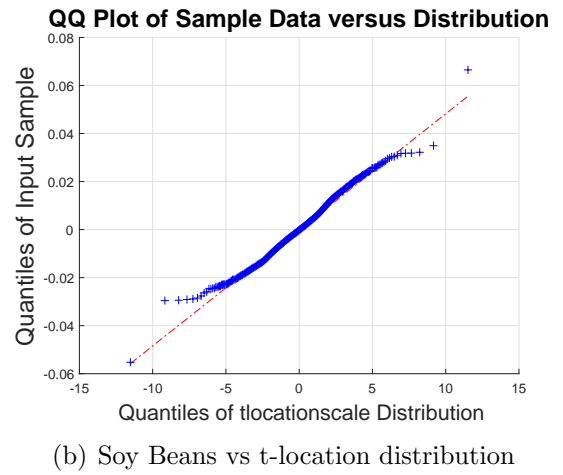 QQ Plot of Sample Data versus Distribution
Quantiles of Input Sample
0.08
0.06
0.04
0.02
0
-0.02
-0.04
-0.06
-15 -10 -5 0 5 10 15
Quantiles of tlocationscale Distribution
(b) Soy Beans vs t-location distribution